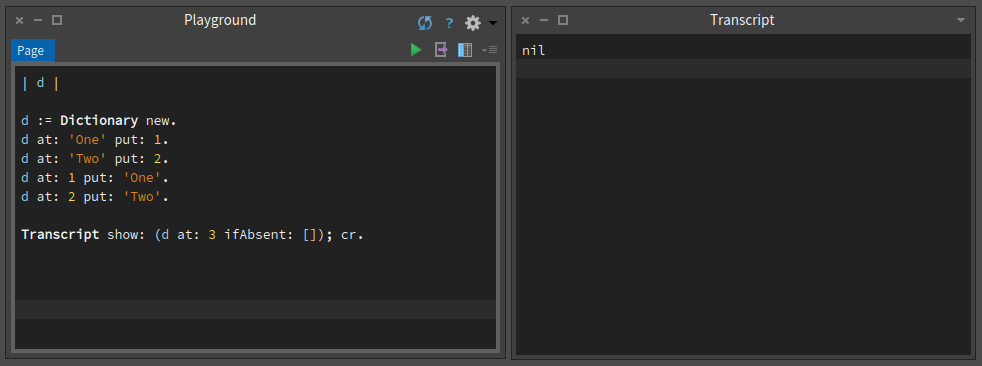 Playground
?
Page
| d |
d := Dictionary new.
d at: 'One' put: 1.
d at: 'Two' put: 2.
d at: 1 put: 'One'.
d at: 2 put: 'Two'.
Transcript show: (d at: 3 ifAbsent: []); cr.
Transcript
nil